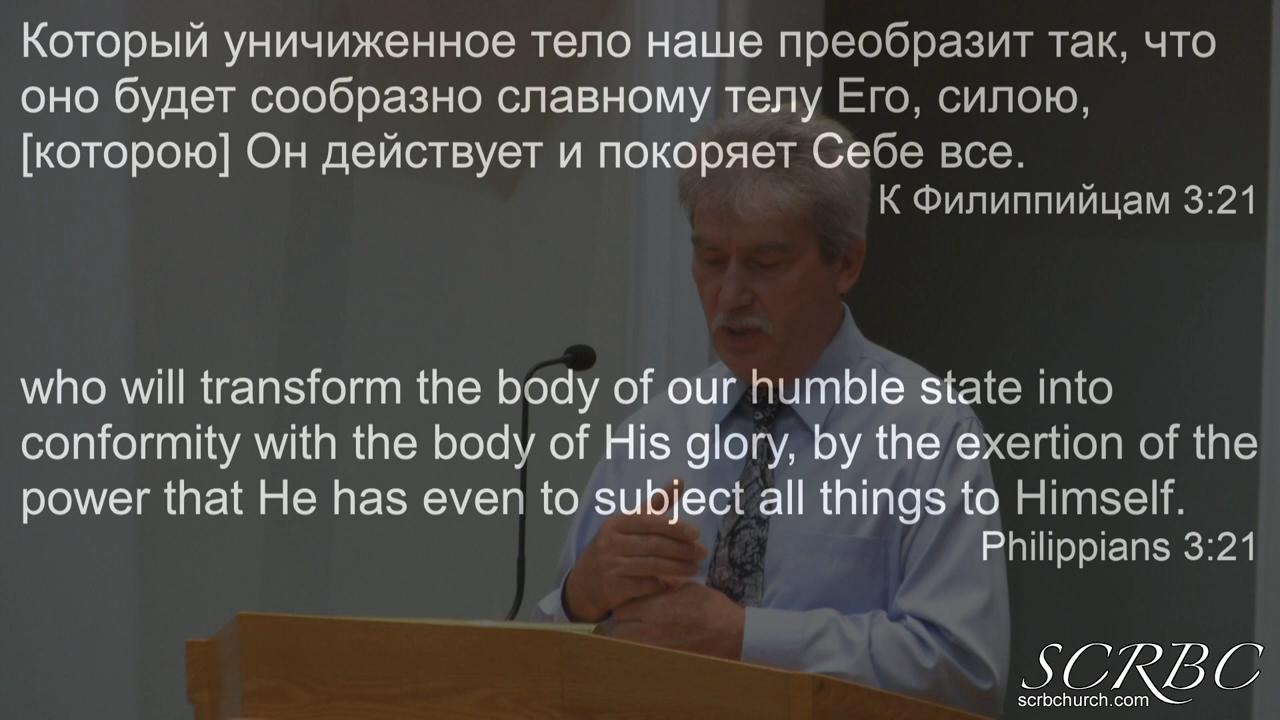 Который уничиженное тело наше преобразит так, что
оно будет сообразно славному телу Его, силою,
[которою] Он действует и покоряет Себе все.
К Филиппийцам 3:21
who will transform the body of our humble state into
conformity with the body of His glory, by the exertion of the
power that He has even to subject all things to Himself.
Philippians 3:21
SCRBC
scrbchurch.com